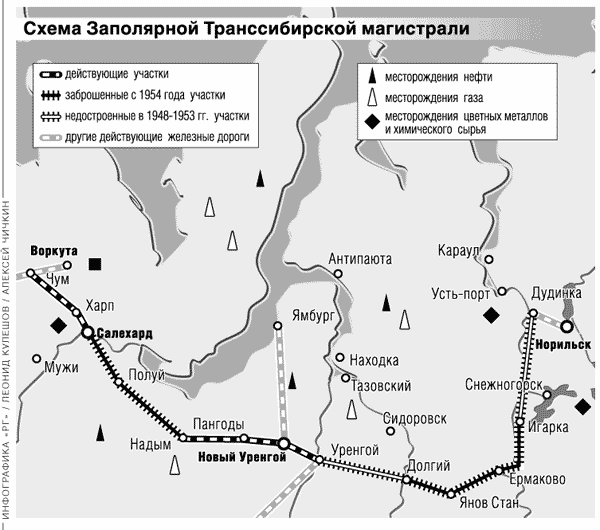 Схема Заполярной Транссибирской магистрали
действующие участки
заброшенные с 1954 года участки
недостроенные в 1948-1953 гг. участки
другие действующие железные дороги
месторождения нефти
месторождения газа
месторождения цветных металлов
и химического сырья
Воркута
Чум
Харп
Салехард
Мужи
Полуй
Надым
Пангоды
Новый Уренгой
Ямбург
Антипаюта
Находка
Тазовский
Сидоровск
Уренгой
Долгий
Янов Стан
Ермаково
Игарка
Снежногорск
Норильск
Дудинка
Усть-порт
Караул
ИНФОГРАФИКА «РГ» / ЛЕОНИД КУЛЕШОВ / АЛЕКСЕЙ ЧИЧКИН